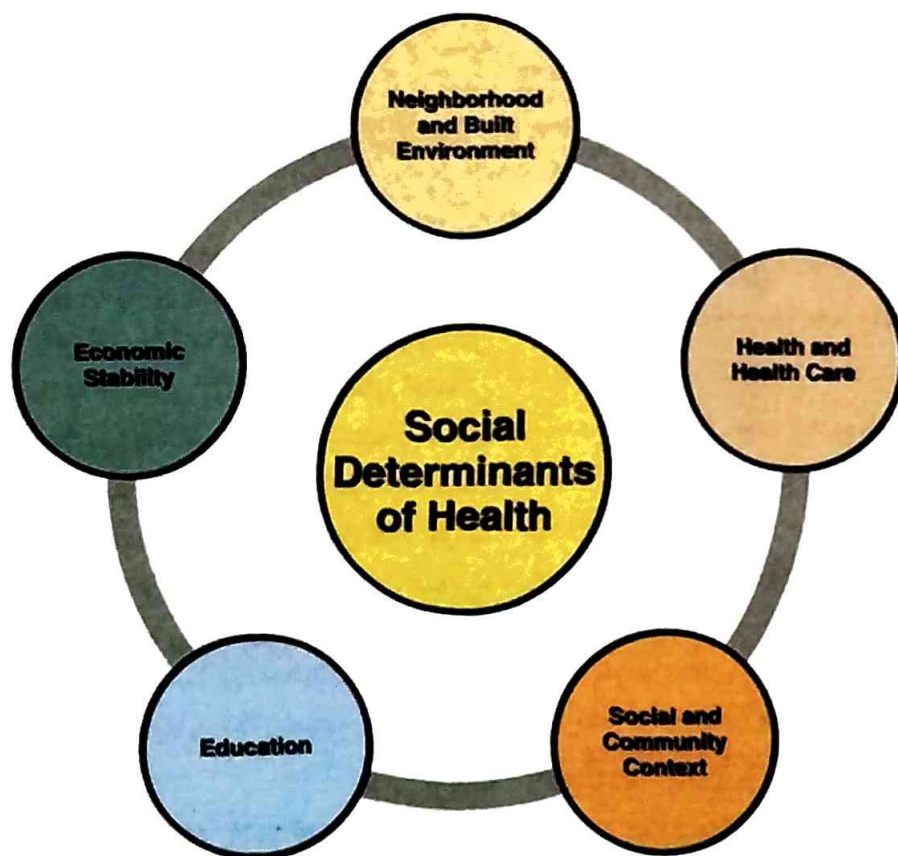 Neighborhood
and Built
Environment
Health and
Health Care
Social and
Community
Context
Education
Economic
Stability
Social
Determinants
of Health